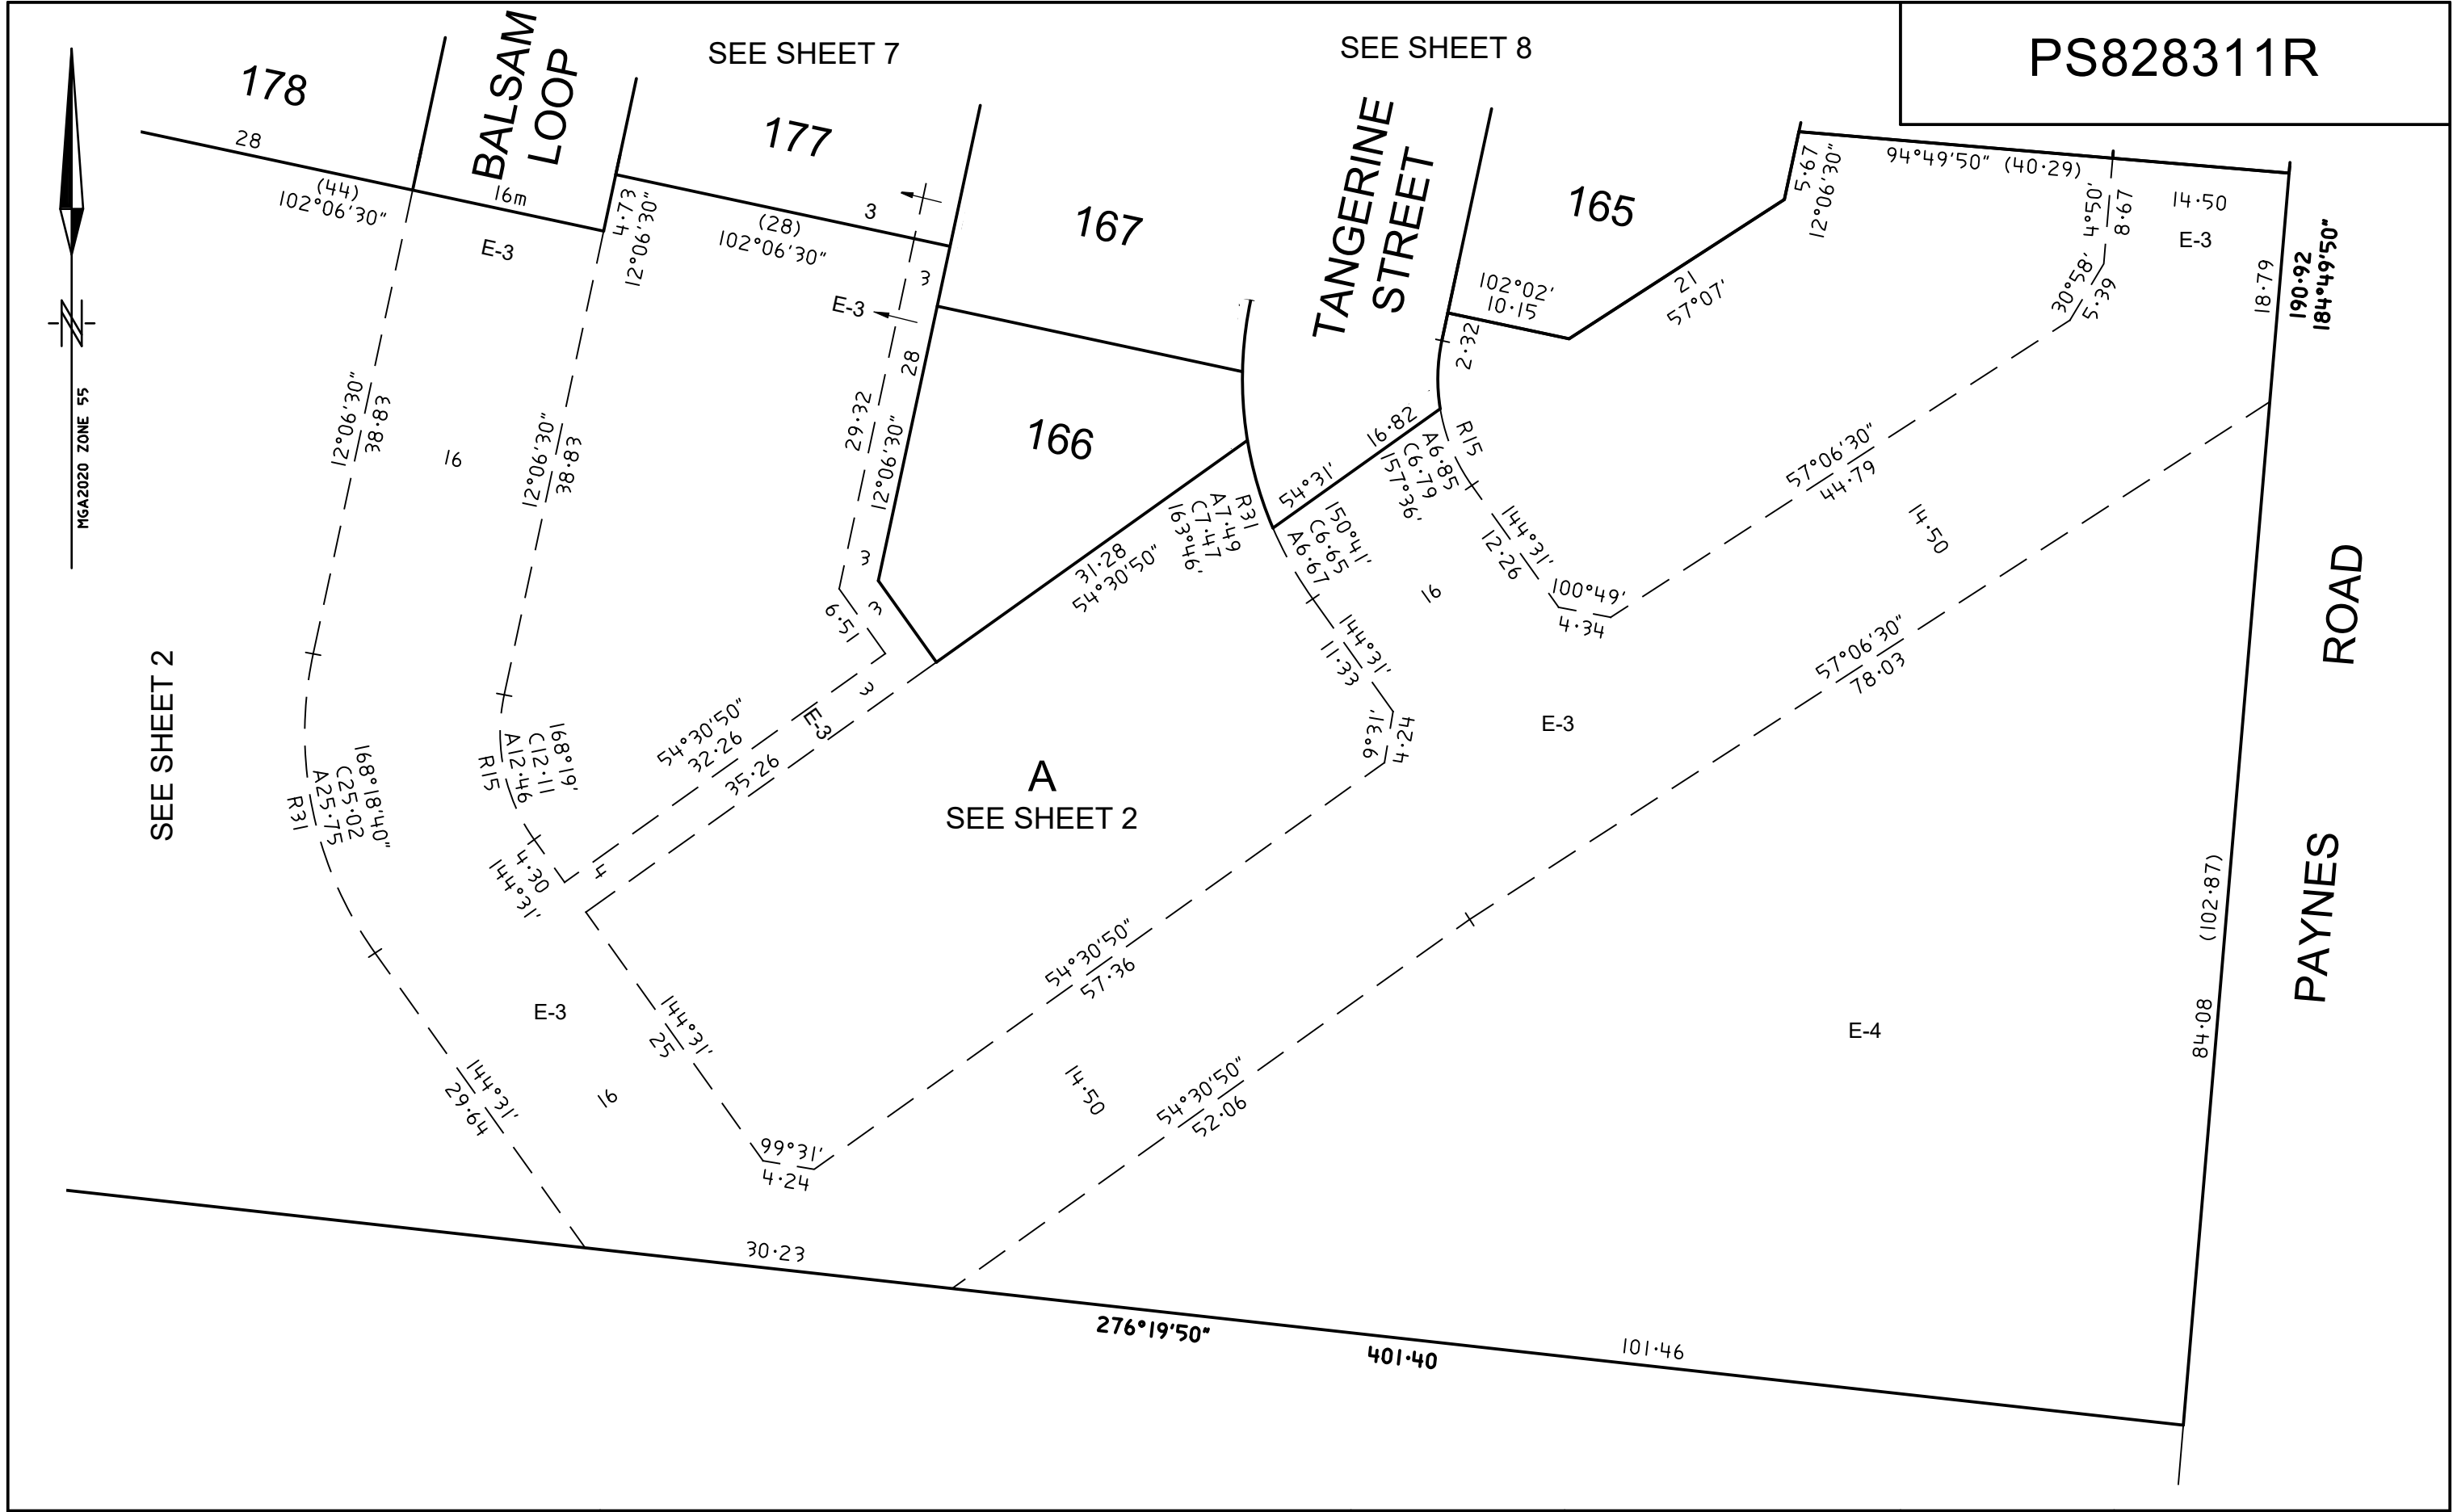 PS828311R
SEE SHEET 7
SEE SHEET 8
178
BALSAM
LOOP
177
167
TANGERINE
STREET
165
28
(44)
102°06'30"
16m
E-3
4·73
12°06'30"
3
(28)
102°06'30"
3
E-3
28
29·32
12°06'30"
166
3
3
6·51
102°02'
10·15
2·32
21
57°07'
5·67
12°06'30"
94°49'50" (40·29)
4°50'
8·67
14·50
E-3
30°58'
5·39
18·79
190·92
184°49'50"
MGA2020 ZONE 55
12°06'30"
38·83
16
12°06'30"
38·83
31·28
54°30'50"
R31
A7·49
C7·47
163°46'
54°31'
16·82
R15
A6·85
C6·79
157°36'
150°41'
C6·65
A6·67
16
144°31'
12·26
100°49'
4·34
57°06'30"
44·79
14·50
144°31'
11·33
9°31'
4·24
57°06'30"
78·03
E-3
ROAD
PAYNES
SEE SHEET 2
168°18'40"
C25·02
A25·75
R31
168°19'
C12·11
A12·46
R15
4·30
144°31'
54°30'50"
32·26
E-3
3
35·26
4
A
SEE SHEET 2
E-3
144°31'
25
16
144°31'
29·64
99°31'
4·24
54°30'50"
57·36
14·50
54°30'50"
52·06
E-4
(102·87)
84·08
30·23
276°19'50"
401·40
101·46